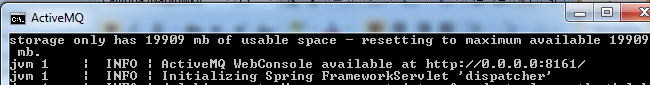 ActiveMQ
storage only has 19909 mb of usable space - resetting to maximum available 19909
mb.
jvm 1    | INFO | ActiveMQ WebConsole available at http://0.0.0.0:8161/
jvm 1    | INFO | Initializing Spring FrameworkServlet 'dispatcher'